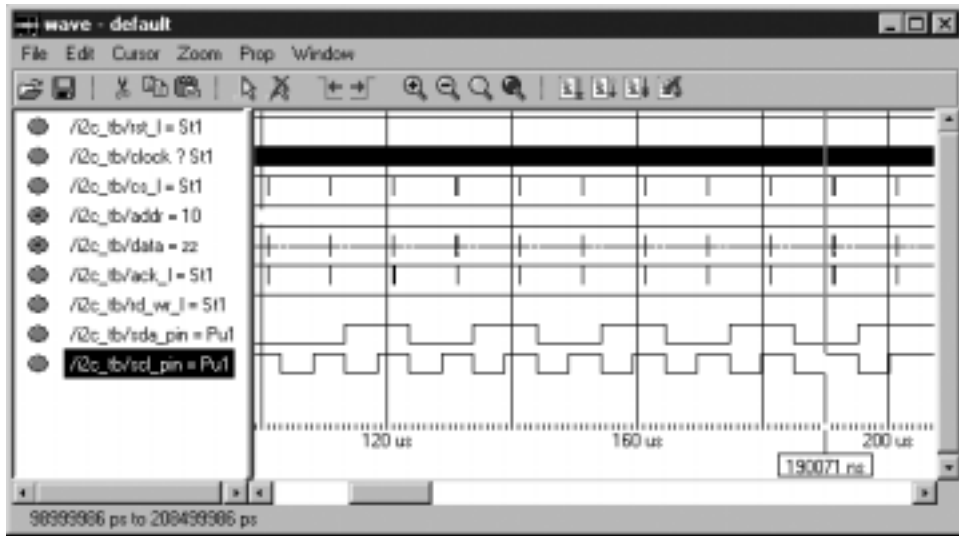 wave - default
File Edit Cursor Zoom Prop Window
/i2c_tb/rst_l = St1
/i2c_tb/clock ? St1
/i2c_tb/cs_l = St1
/i2c_tb/addr = 10
/i2c_tb/data = zz
/i2c_tb/ack_l = St1
/i2c_tb/rd_wr_l = St1
/i2c_tb/sda_pin = Pu1
/i2c_tb/scl_pin = Pu1
120 us 160 us 200 us
190071 ns
98999986 ps to 208499986 ps